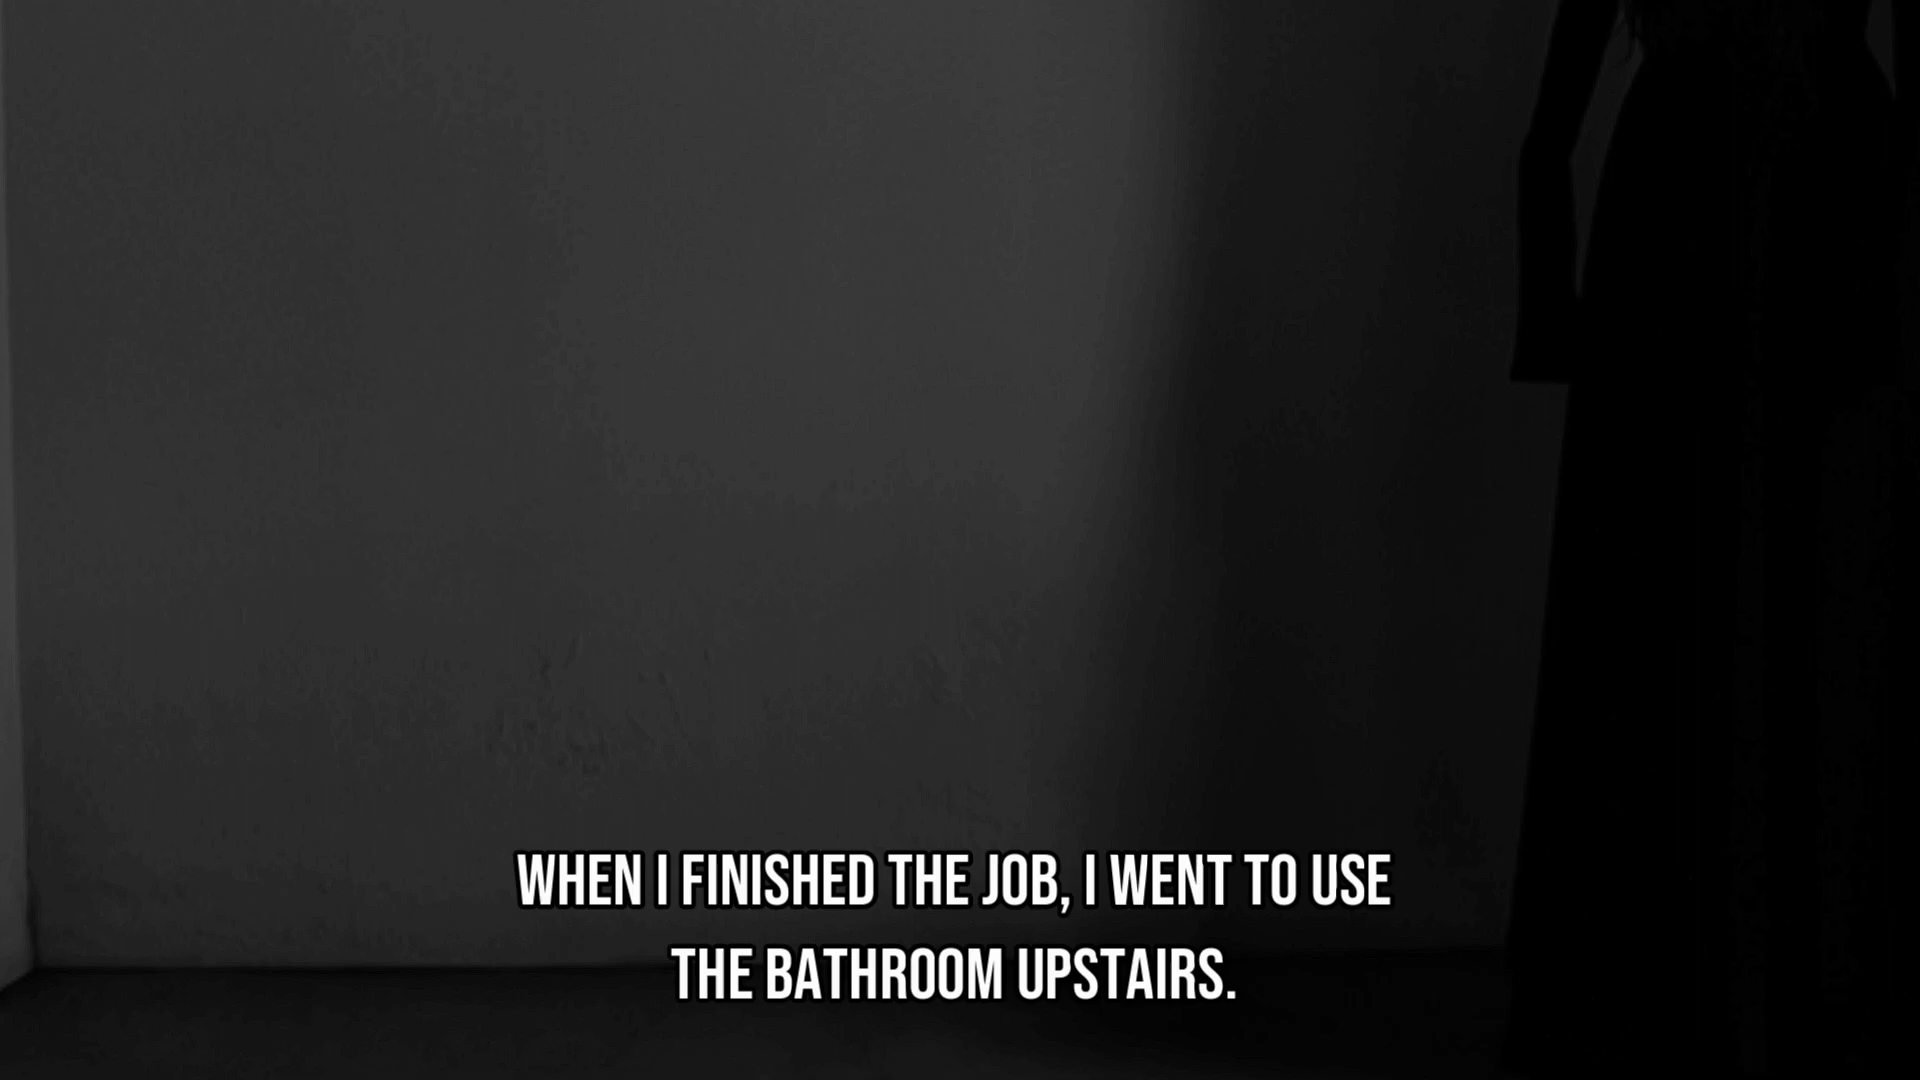 WHEN I FINISHED THE JOB, I WENT TO USE
THE BATHROOM UPSTAIRS.